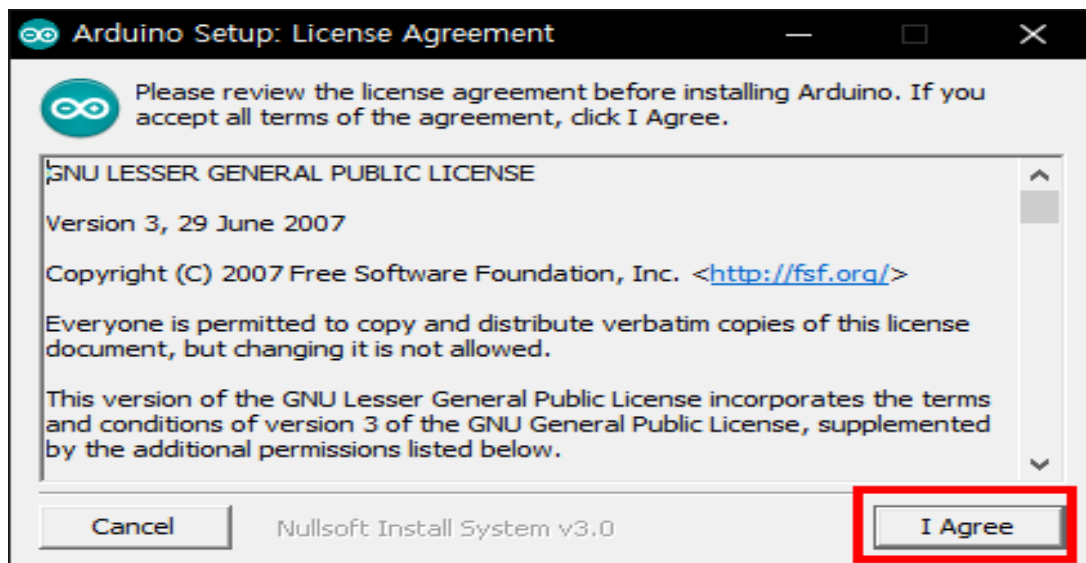 Arduino Setup: License Agreement
Please review the license agreement before installing Arduino. If you
accept all terms of the agreement, click I Agree.
GNU LESSER GENERAL PUBLIC LICENSE
Version 3, 29 June 2007
Copyright (C) 2007 Free Software Foundation, Inc. <http://fsf.org/>
Everyone is permitted to copy and distribute verbatim copies of this license
document, but changing it is not allowed.
This version of the GNU Lesser General Public License incorporates the terms
and conditions of version 3 of the GNU General Public License, supplemented
by the additional permissions listed below.
Cancel
Nullsoft Install System v3.0
I Agree